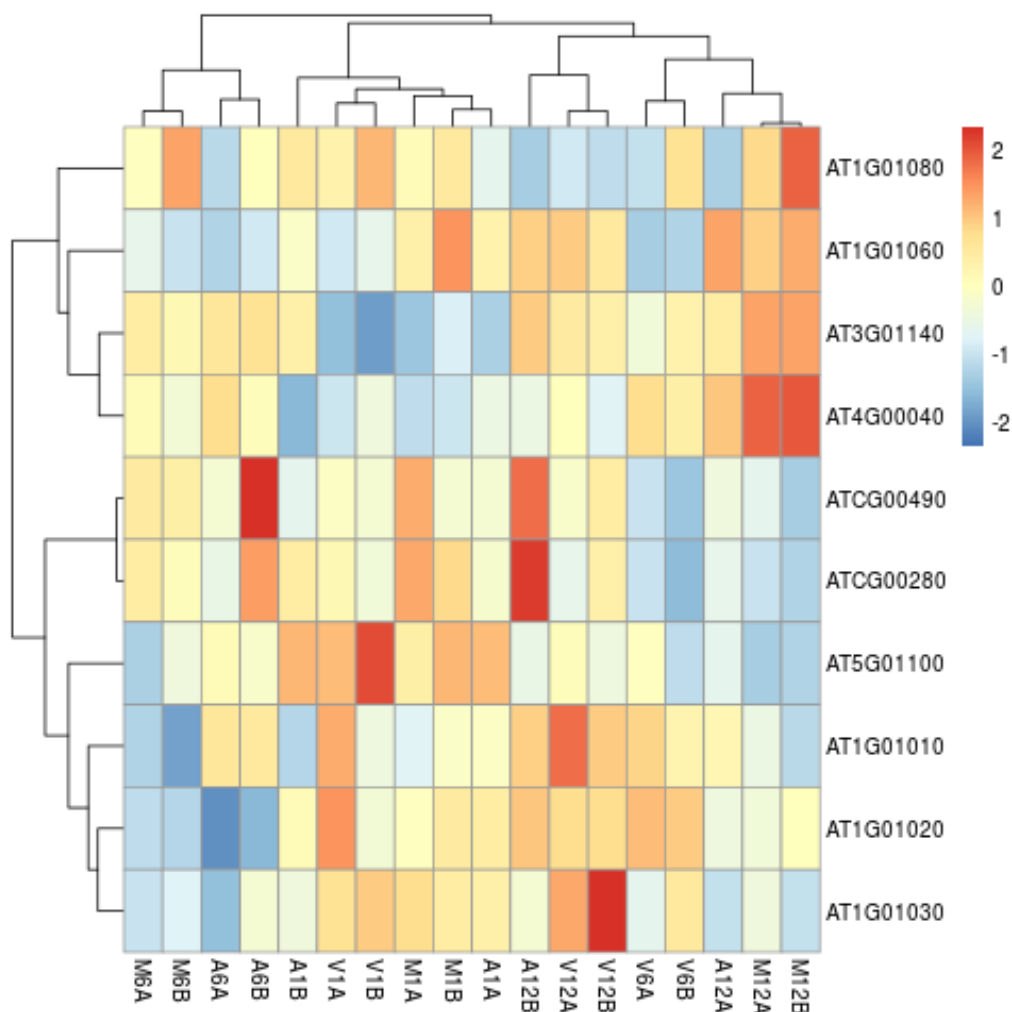 AT1G01080
AT1G01060
AT3G01140
AT4G00040
ATCG00490
ATCG00280
AT5G01100
AT1G01010
AT1G01020
AT1G01030
2
1
0
-1
-2
M6A
M6B
A6A
A6B
A1B
V1A
V1B
M1A
M1B
A1A
A12B
V12A
V12B
V6A
V6B
A12A
M12A
M12B